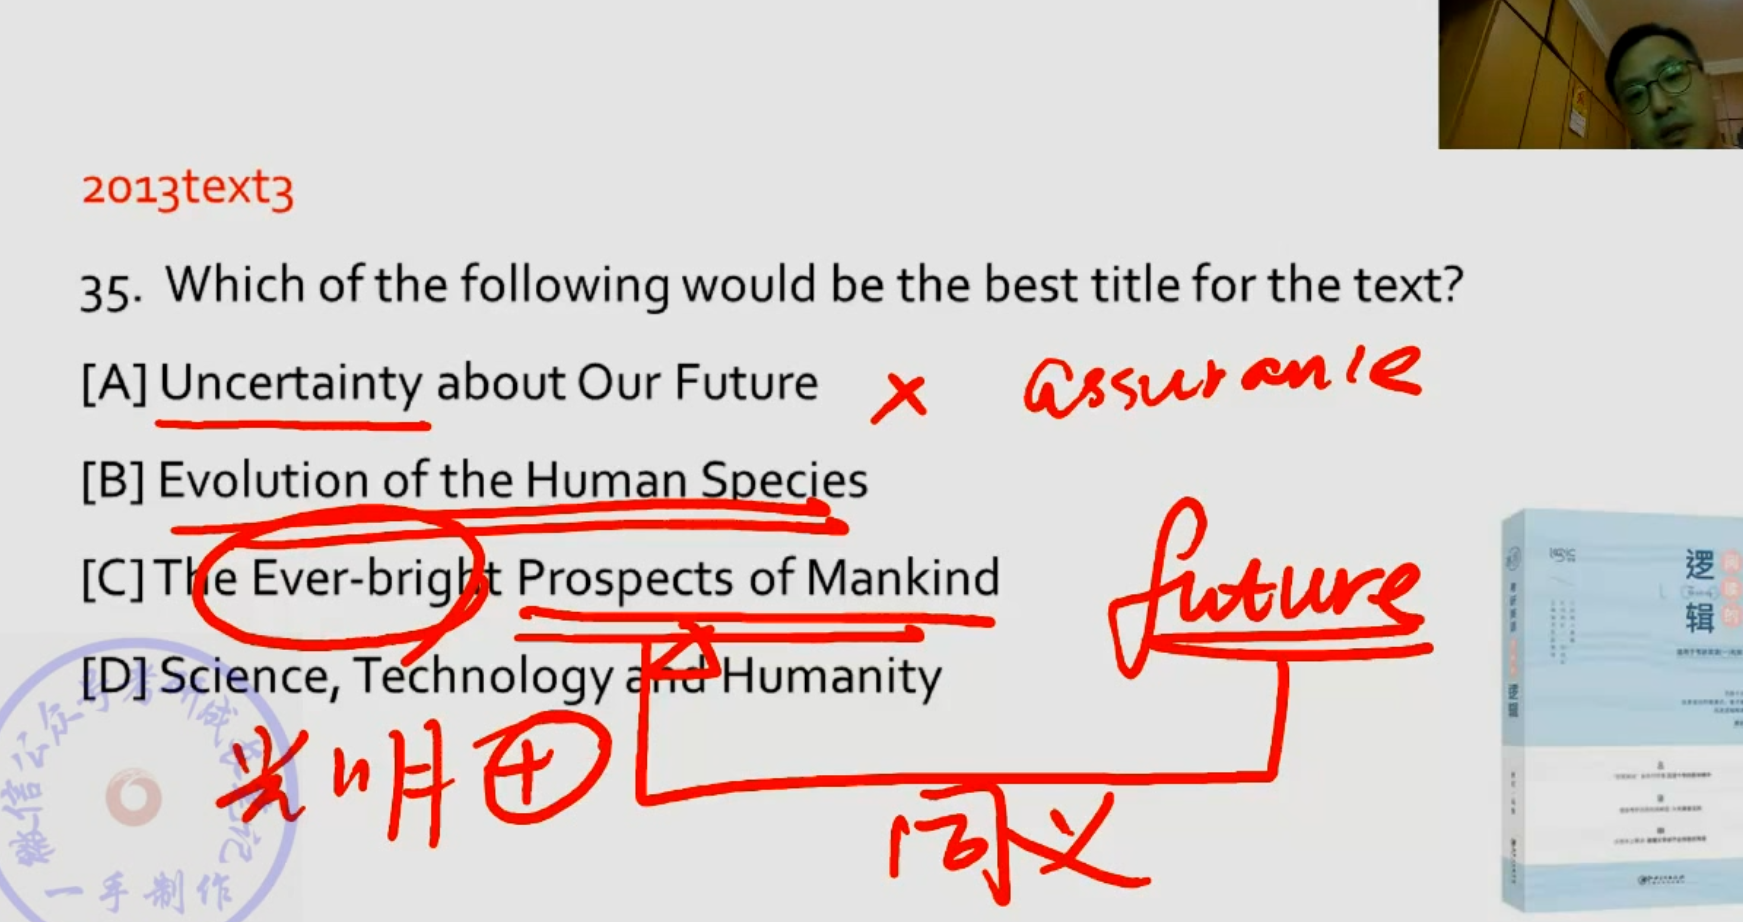 2013text3
35. Which of the following would be the best title for the text?
[A] Uncertainty about Our Future × assurance
[B] Evolution of the Human Species
[C] The Ever-bright Prospects of Mankind future
[D] Science, Technology and Humanity
光明 +
同义
逻
辑
一手制作